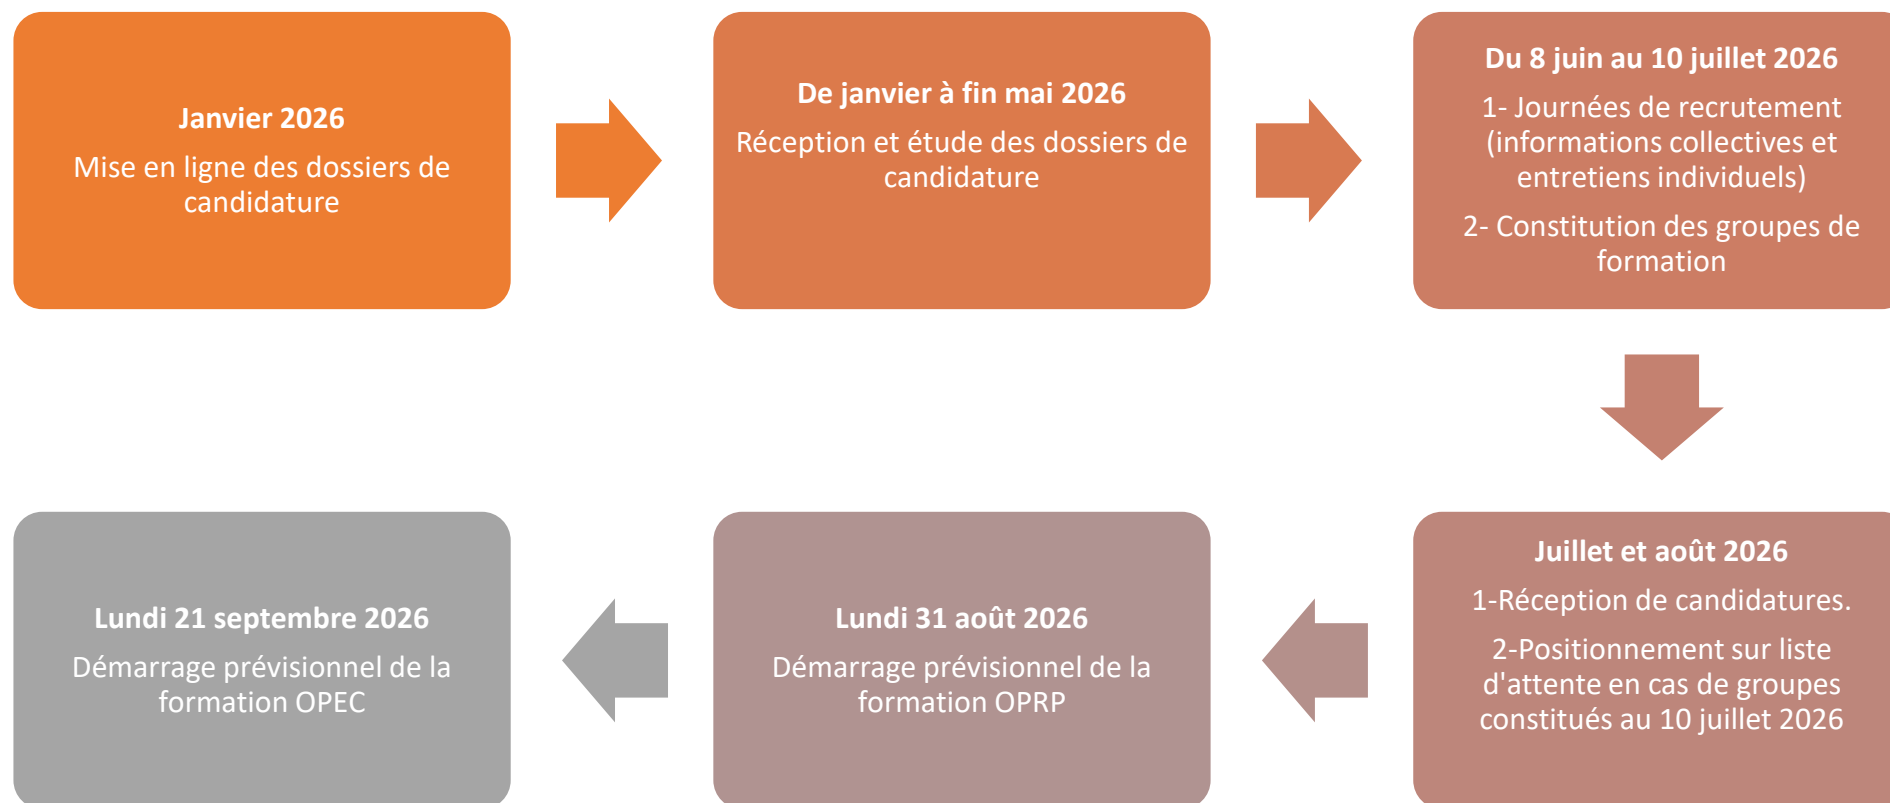 Janvier 2026
Mise en ligne des dossiers de
candidature
De janvier à fin mai 2026
Réception et étude des dossiers de
candidature
Du 8 juin au 10 juillet 2026
1- Journées de recrutement
(informations collectives et
entretiens individuels)
2- Constitution des groupes de
formation
Juillet et août 2026
1-Réception de candidatures.
2-Positionnement sur liste
d'attente en cas de groupes
constitués au 10 juillet 2026
Lundi 31 août 2026
Démarrage prévisionnel de la
formation OPRP
Lundi 21 septembre 2026
Démarrage prévisionnel de la
formation OPEC